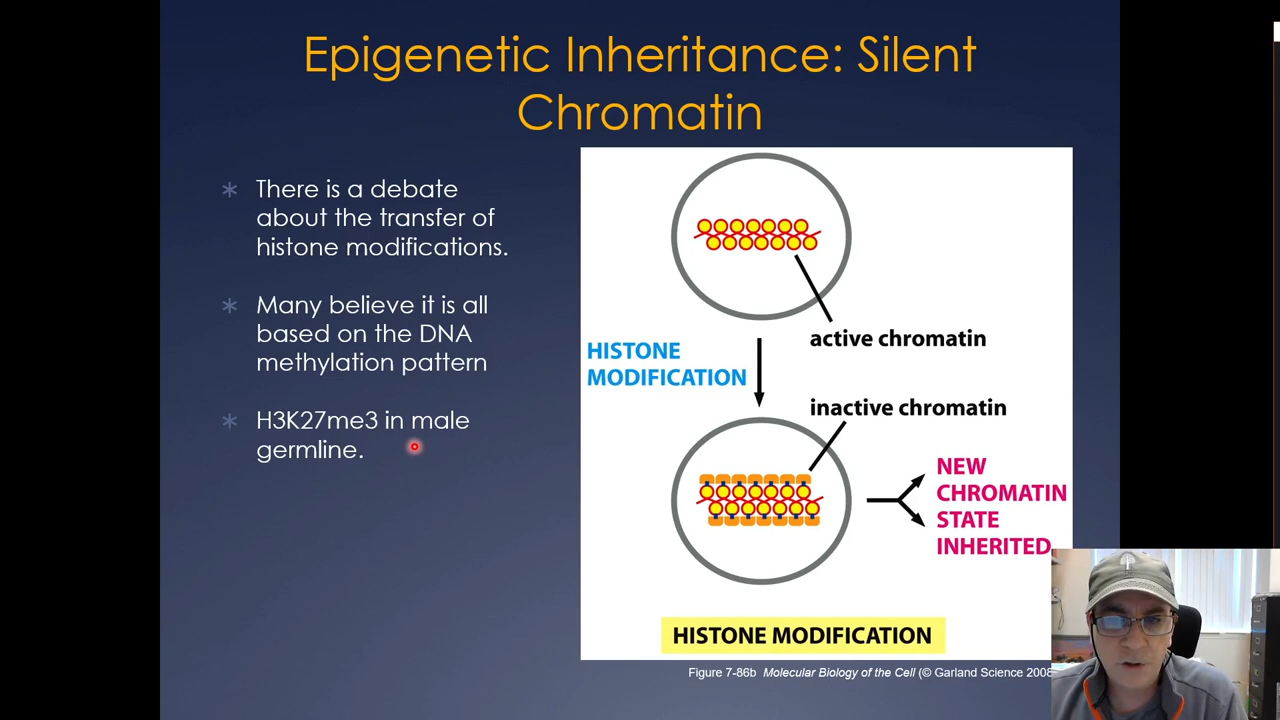 Epigenetic Inheritance: Silent
Chromatin
There is a debate
about the transfer of
histone modifications.
Many believe it is all
based on the DNA
methylation pattern
H3K27me3 in male
germline.
active chromatin
HISTONE
MODIFICATION
inactive chromatin
NEW
CHROMATIN
STATE
INHERITED
HISTONE MODIFICATION
Figure 7-86b Molecular Biology of the Cell (© Garland Science 2008